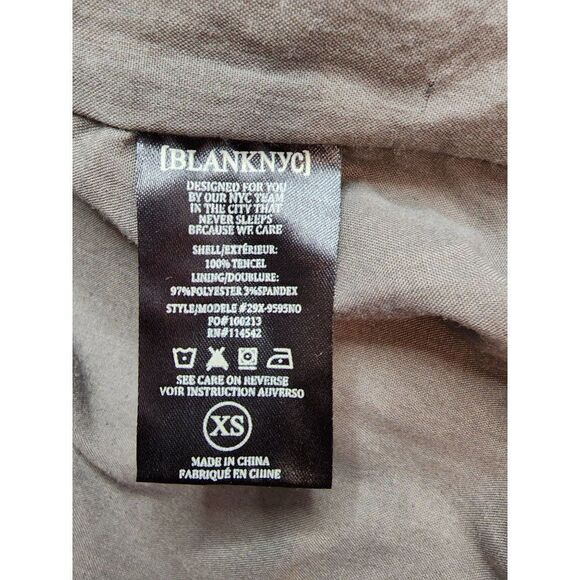 [BLANKNYC]
DESIGNED FOR YOU
BY OUR NYC TEAM
IN THE CITY THAT
NEVER SLEEPS
BECAUSE WE CARE
SHELL/EXTÉRIEUR:
100% TENCEL
LINING/DOUBLURE:
97%POLYESTER 3%SPANDEX
STYLE/MODELE #29X-9595NO
PO#100213
RN#114542
SEE CARE ON REVERSE
VOIR INSTRUCTION AUVERSO
XS
MADE IN CHINA
FABRIQUÉ EN CHINE